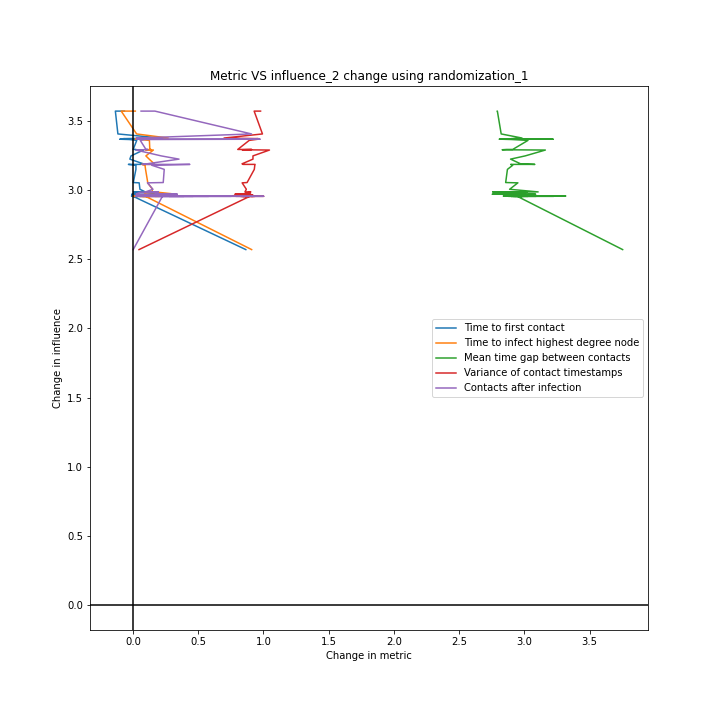 Metric VS influence_2 change using randomization_1
Change in influence
3.5
3.0
2.5
2.0
1.5
1.0
0.5
0.0
Time to first contact
Time to infect highest degree node
Mean time gap between contacts
Variance of contact timestamps
Contacts after infection
0.0 0.5 1.0 1.5 2.0 2.5 3.0 3.5
Change in metric